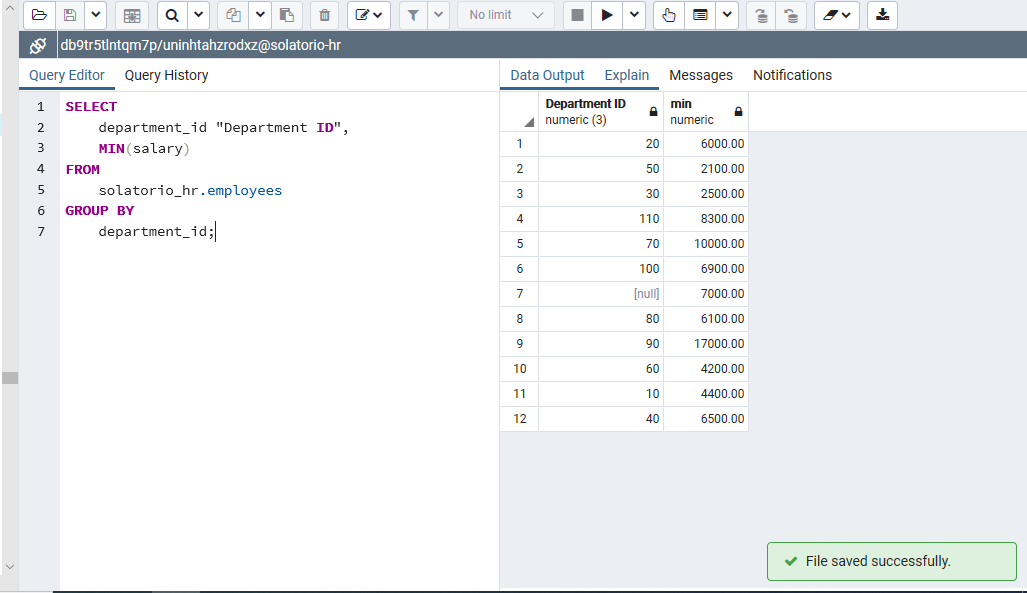 No limit
db9tr5tlntqm7p/uninhtahzrodxz@solatorio-hr
Query Editor Query History
1 SELECT
2 department_id "Department ID",
3 MIN(salary)
4 FROM
5 solatorio_hr.employees
6 GROUP BY
7 department_id;
Data Output Explain Messages Notifications
Department ID min
numeric (3) numeric
1 20 6000.00
2 50 2100.00
3 30 2500.00
4 110 8300.00
5 70 10000.00
6 100 6900.00
7 [null] 7000.00
8 80 6100.00
9 90 17000.00
10 60 4200.00
11 10 4400.00
12 40 6500.00
File saved successfully.